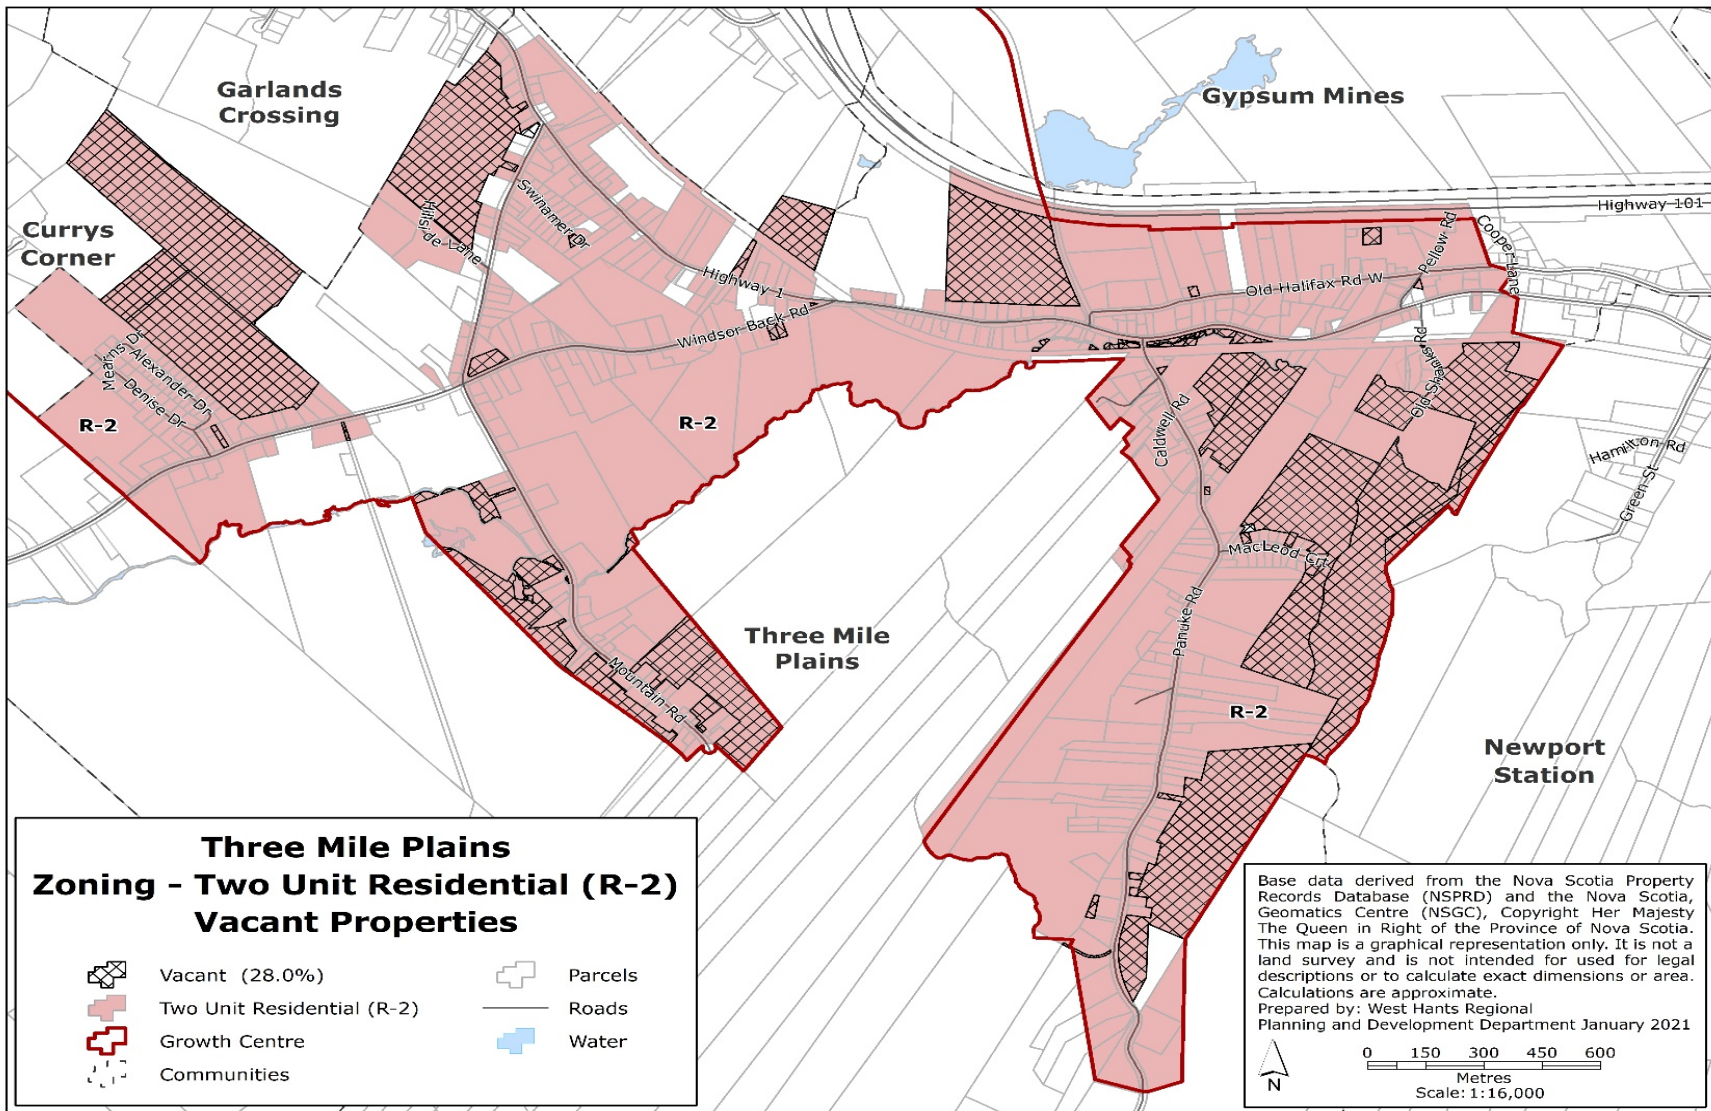 Garlands
Crossing
Gypsum Mines
Highway 101
Currys
Corner
Hillside Lane
Swinamer Dr
Highway 1
Windsor Back Rd
Old Halifax Rd W
Pellow Rd
Cooper Lane
Mearns Dr
Alexander Dr
Denise Dr
R-2
R-2
Caldwell Rd
Old Shanks Rd
Hamilton Rd
Green St
MacLeod Crt
Panuke Rd
Three Mile
Plains
Mountain Rd
R-2
Newport
Station
Three Mile Plains
Zoning - Two Unit Residential (R-2)
Vacant Properties
Vacant (28.0%)
Two Unit Residential (R-2)
Growth Centre
Communities
Parcels
Roads
Water
Base data derived from the Nova Scotia Property
Records Database (NSPRD) and the Nova Scotia,
Geomatics Centre (NSGC), Copyright Her Majesty
The Queen in Right of the Province of Nova Scotia.
This map is a graphical representation only. It is not a
land survey and is not intended for used for legal
descriptions or to calculate exact dimensions or area.
Calculations are approximate.
Prepared by: West Hants Regional
Planning and Development Department January 2021
N
0 150 300 450 600
Metres
Scale: 1:16,000